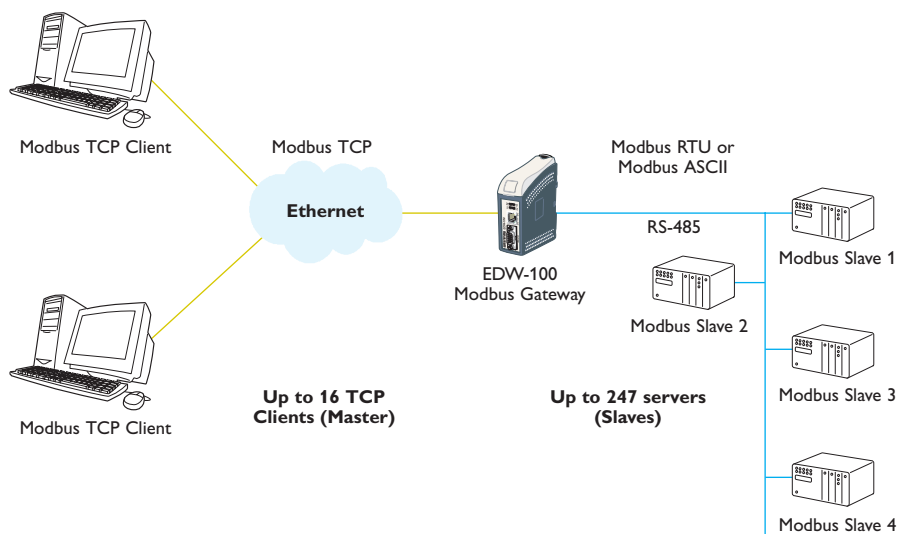 Modbus TCP Client
Modbus TCP
Ethernet
Modbus RTU or
Modbus ASCII
RS-485
EDW-100
Modbus Gateway
Modbus Slave 1
Modbus Slave 2
Modbus Slave 3
Modbus Slave 4
Modbus TCP Client
Up to 16 TCP
Clients (Master)
Up to 247 servers
(Slaves)